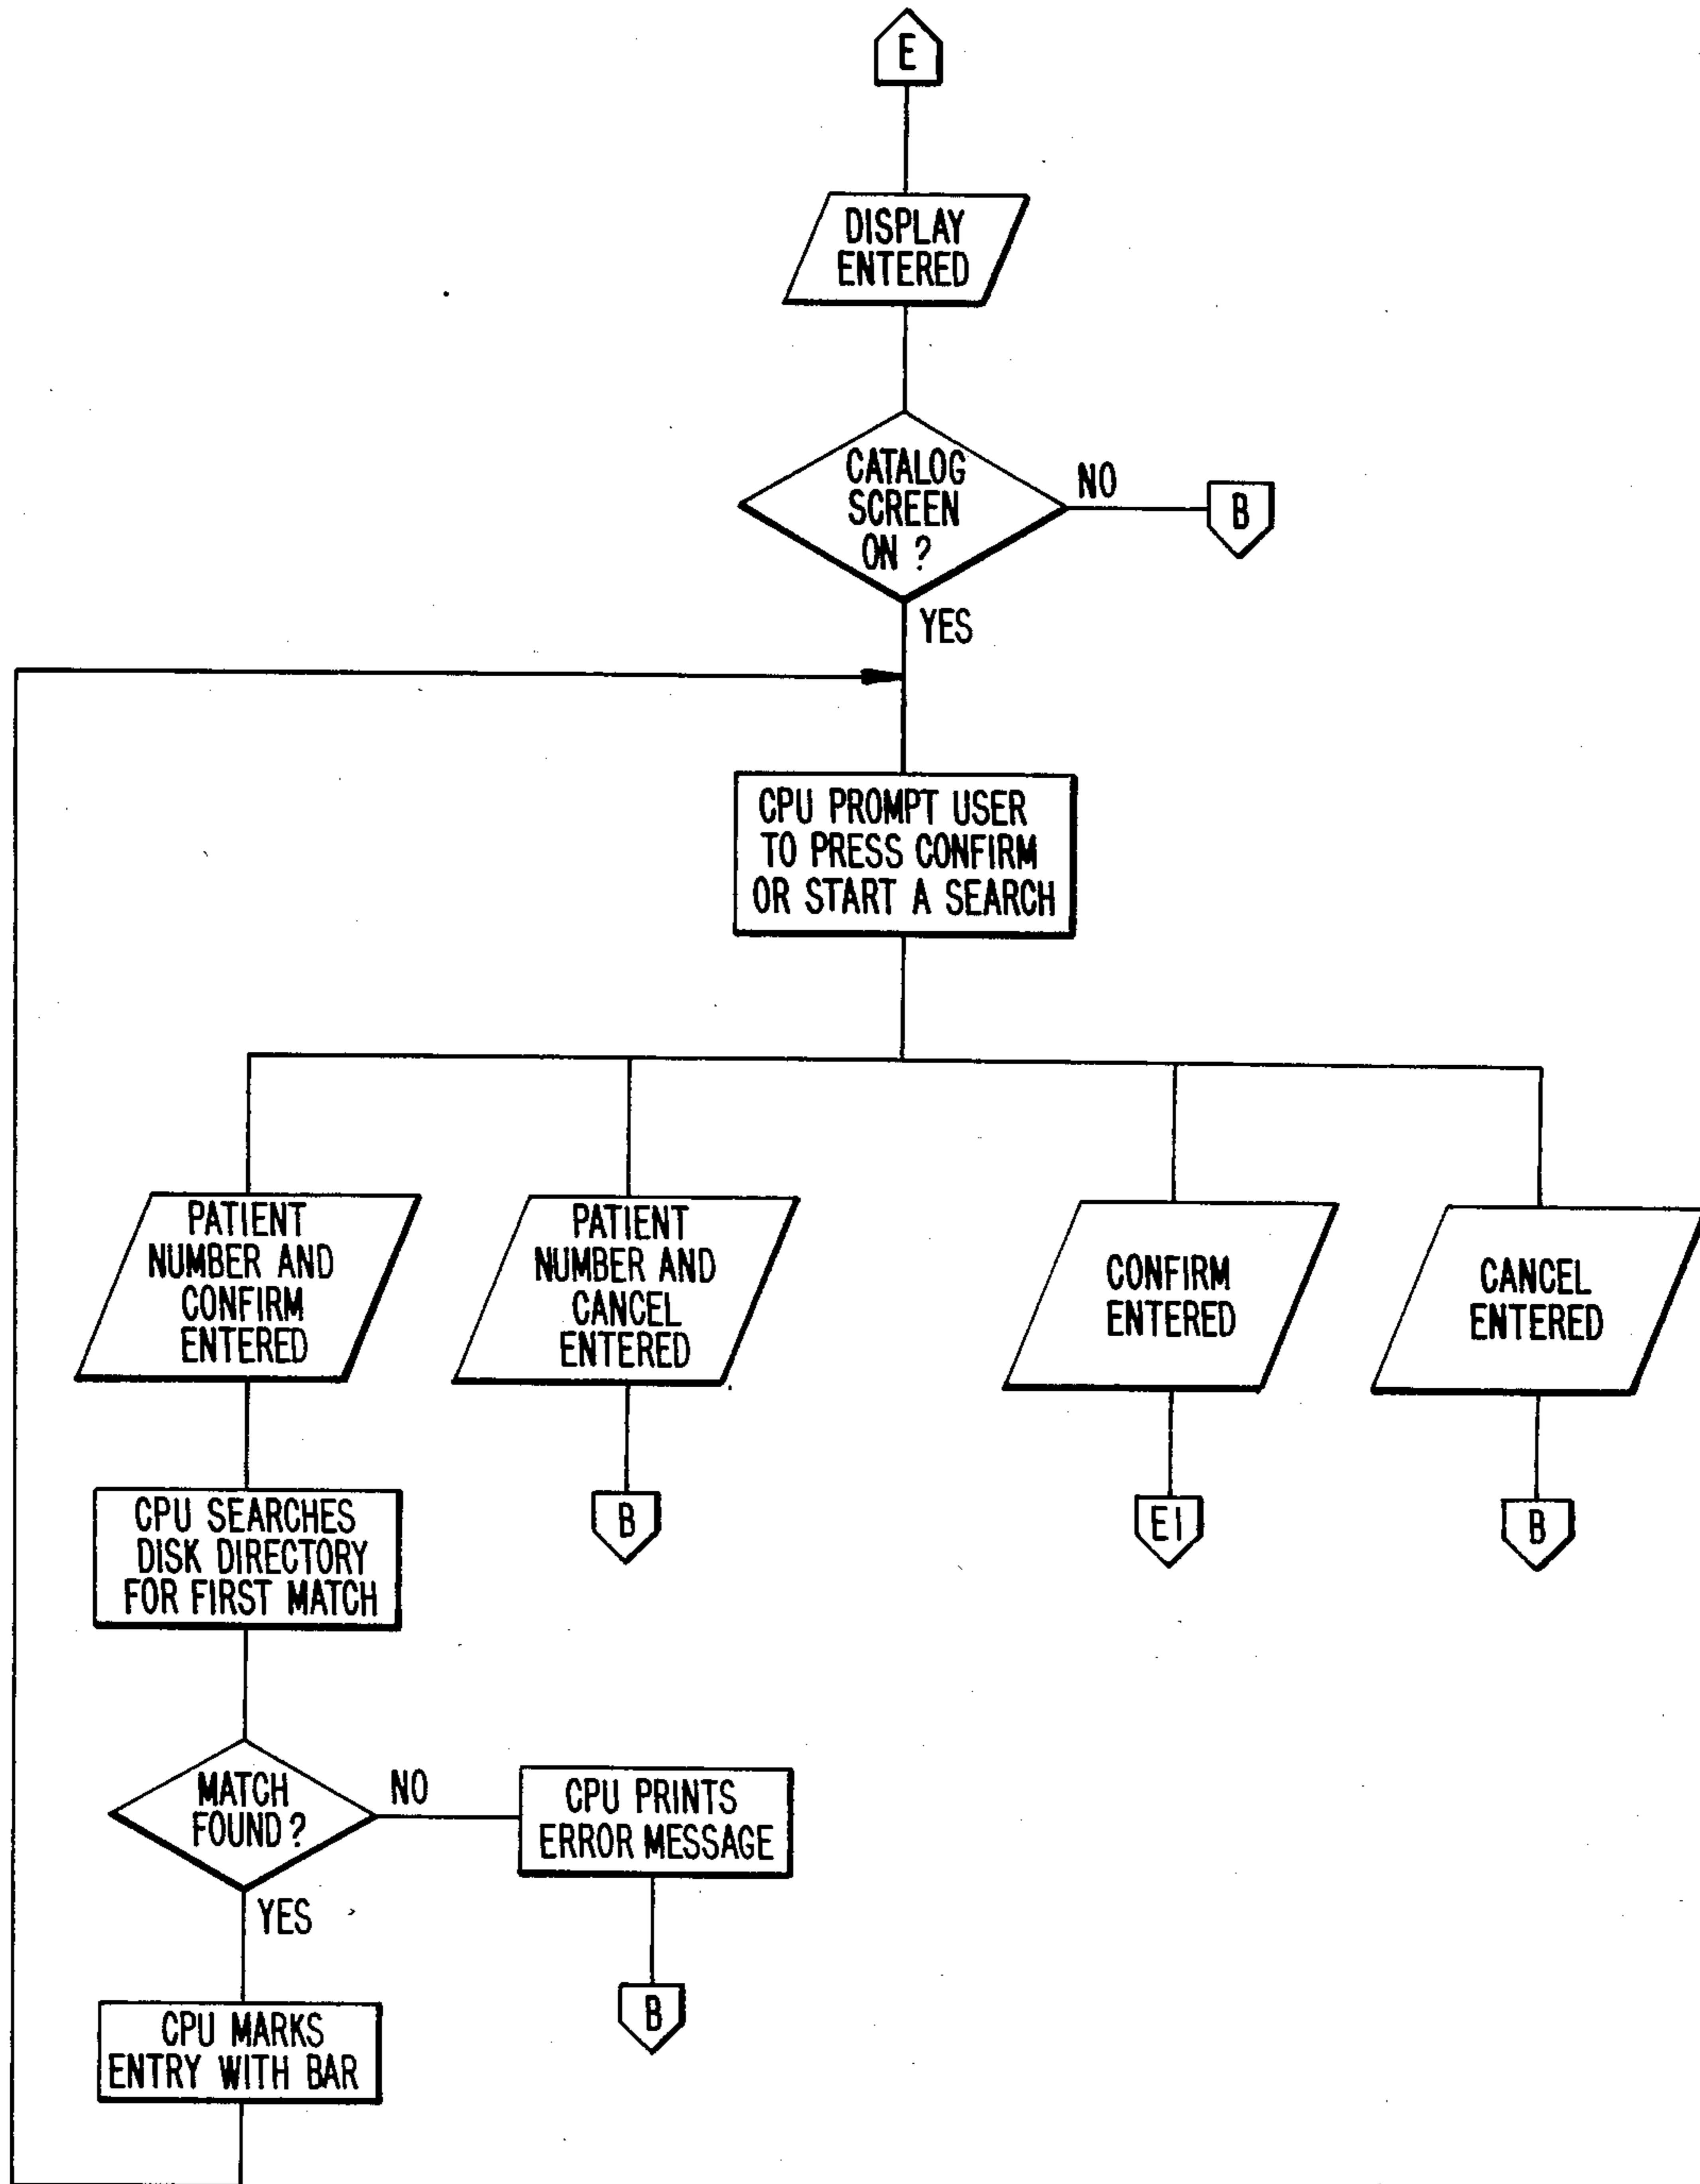 E
DISPLAY
ENTERED
CATALOG
SCREEN
ON ?
NO
B
YES
CPU PROMPT USER
TO PRESS CONFIRM
OR START A SEARCH
PATIENT
NUMBER AND
CONFIRM
ENTERED
PATIENT
NUMBER AND
CANCEL
ENTERED
CONFIRM
ENTERED
CANCEL
ENTERED
CPU SEARCHES
DISK DIRECTORY
FOR FIRST MATCH
B
E1
B
MATCH
FOUND?
NO
CPU PRINTS
ERROR MESSAGE
YES
B
CPU MARKS
ENTRY WITH BAR